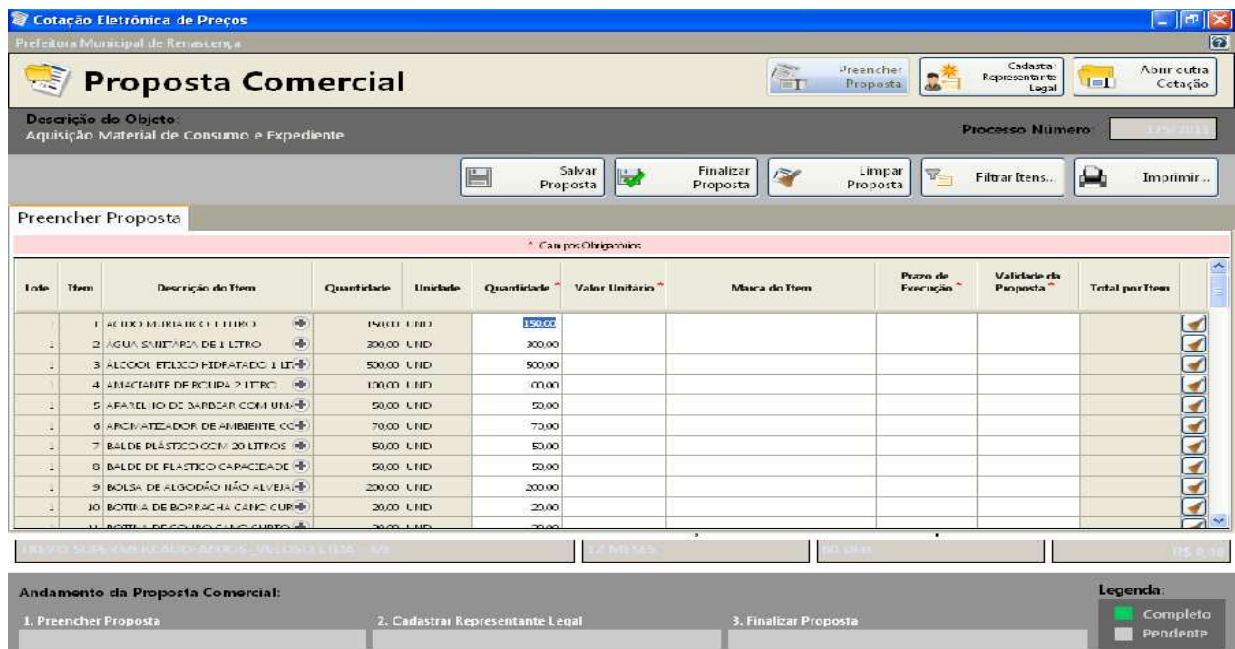 Cotação Eletrônica de Preços
Prefeitura Municipal de Renascença
Proposta Comercial
Preencher Proposta
Cadastrar Representante Legal
Abrir outra Cotação
Descrição do Objeto:
Aquisição Material de Consumo e Expediente
Processo Número:
Salvar Proposta
Finalizar Proposta
Limpar Proposta
Filtrar Itens...
Imprimir...
Preencher Proposta
* Campos Obrigatórios
Lote Item Descrição do Item Quantidade Unidade Quantidade * Valor Unitário * Marca do Item Prazo de Execução * Validade da Proposta * Total por Item
1 1 ACIDO MURIATICO 1 LITRO 150,00 UND 150,00
1 2 AGUA SANITÁRIA DE 1 LITRO 300,00 UND 300,00
1 3 ALCOOL ETILICO HIDRATADO 1 LIT 500,00 UND 500,00
1 4 AMACIANTE DE ROUPA 2 LITRO 100,00 UND 100,00
1 5 APARELHO DE BARBEAR COM UMA 50,00 UND 50,00
1 6 AROMATIZADOR DE AMBIENTE, CO 70,00 UND 70,00
1 7 BALDE PLÁSTICO COM 20 LITROS 50,00 UND 50,00
1 8 BALDE DE PLASTICO CAPACIDADE 50,00 UND 50,00
1 9 BOLSA DE ALGODÃO NÃO ALVEJA 200,00 UND 200,00
1 10 BOTINA DE BORRACHA CANO CUR 20,00 UND 20,00
12 MESES
60 DIAS
R$ 0,00
Andamento da Proposta Comercial:
1. Preencher Proposta
2. Cadastrar Representante Legal
3. Finalizar Proposta
Legenda:
Completo
Pendente